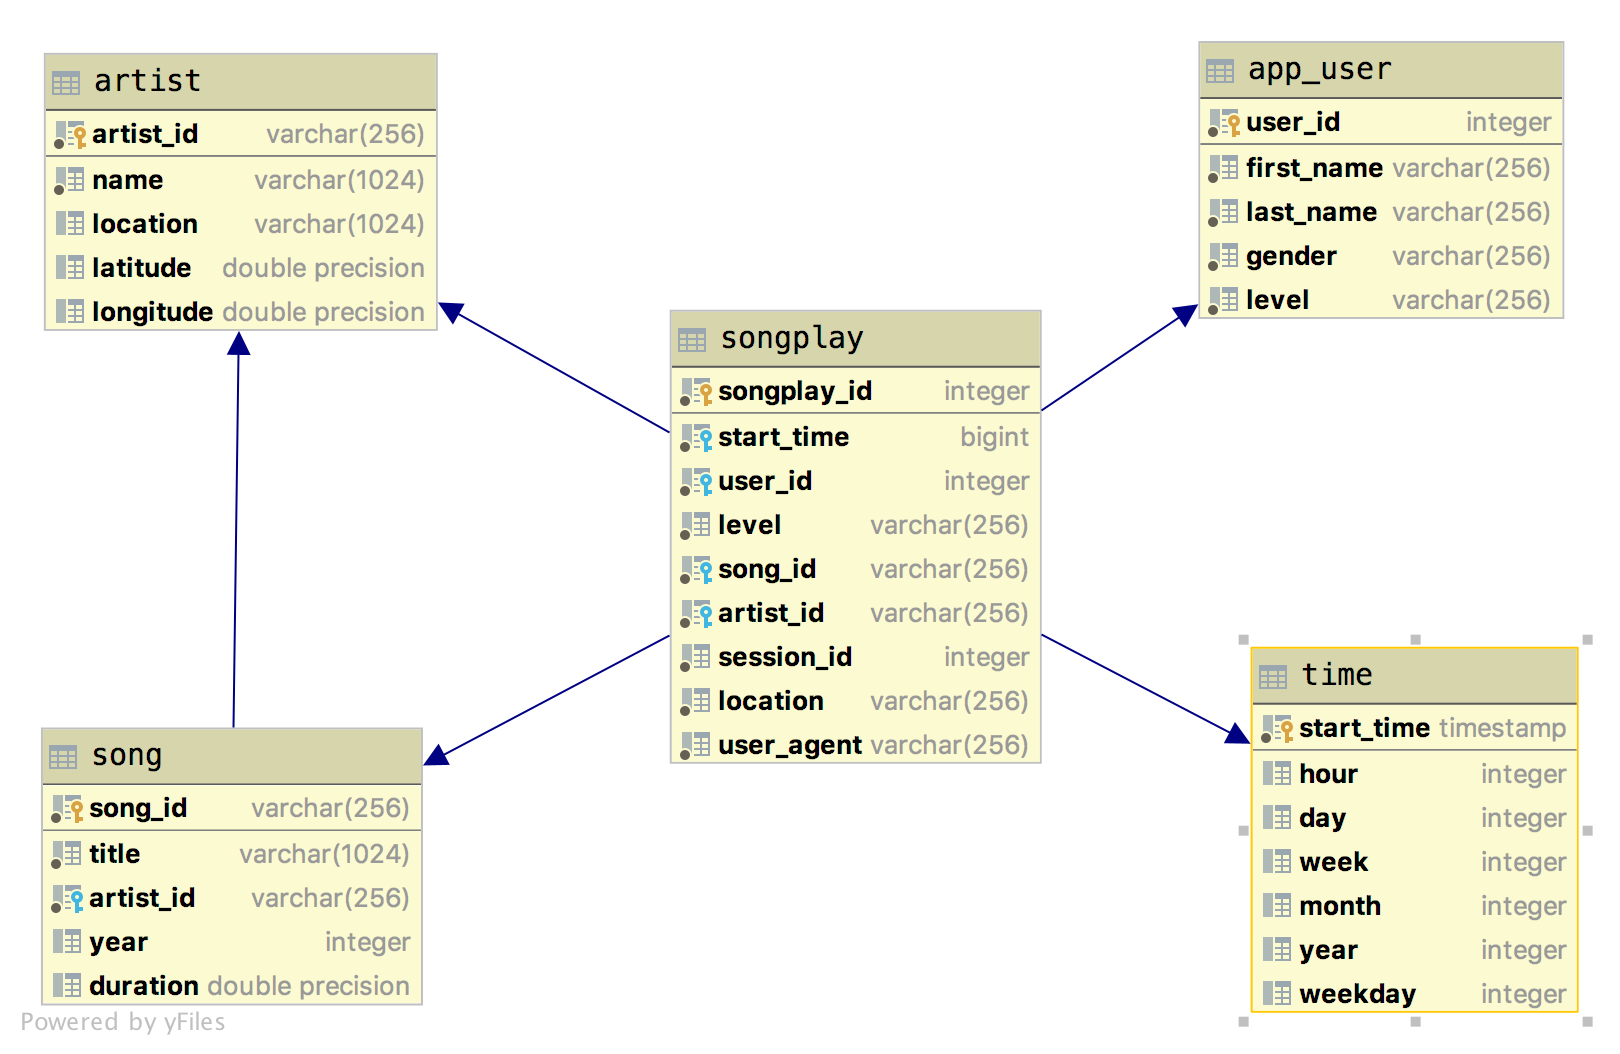 artist
artist_id varchar(256)
name varchar(1024)
location varchar(1024)
latitude double precision
longitude double precision
app_user
user_id integer
first_name varchar(256)
last_name varchar(256)
gender varchar(256)
level varchar(256)
songplay
songplay_id integer
start_time bigint
user_id integer
level varchar(256)
song_id varchar(256)
artist_id varchar(256)
session_id integer
location varchar(256)
user_agent varchar(256)
song
song_id varchar(256)
title varchar(1024)
artist_id varchar(256)
year integer
duration double precision
time
start_time timestamp
hour integer
day integer
week integer
month integer
year integer
weekday integer
Powered by yFiles